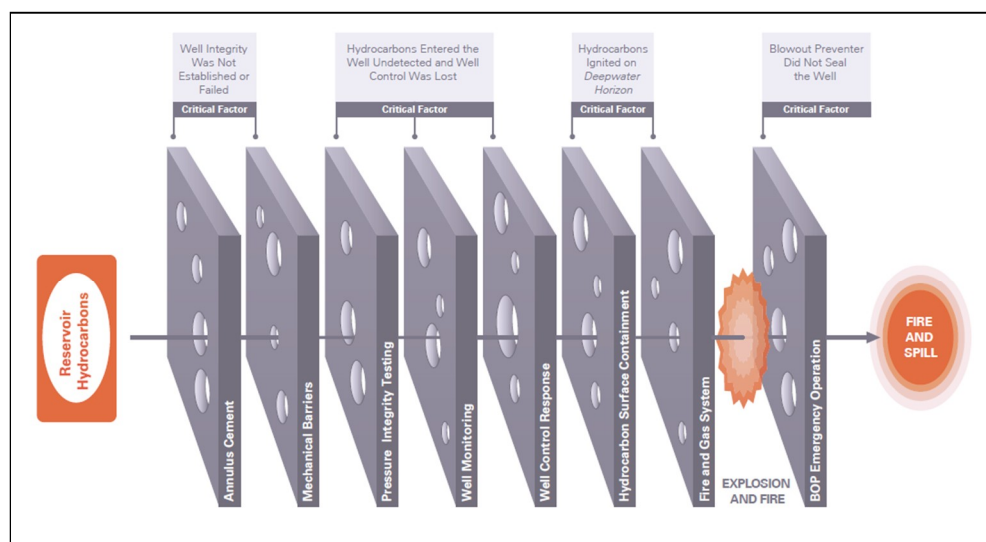 Well Integrity
Was Not
Established or
Failed
Critical Factor
Hydrocarbons Entered the
Well Undetected and Well
Control Was Lost
Critical Factor
Hydrocarbons
Ignited on
Deepwater
Horizon
Critical Factor
Blowout Preventer
Did Not Seal
the Well
Critical Factor
Reservoir
Hydrocarbons
Annulus Cement
Mechanical Barriers
Pressure Integrity Testing
Well Monitoring
Well Control Response
Hydrocarbon Surface Containment
Fire and Gas System
EXPLOSION
AND FIRE
BOP Emergency Operation
FIRE
AND
SPILL